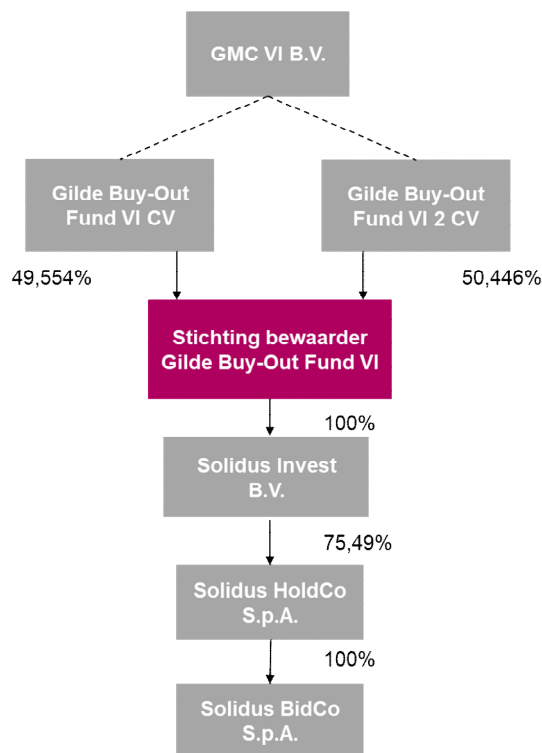 GMC VI B.V.
Gilde Buy-Out
Fund VI CV
Gilde Buy-Out
Fund VI 2 CV
49,554%
50,446%
Stichting bewaarder
Gilde Buy-Out Fund VI
100%
Solidus Invest
B.V.
75,49%
Solidus HoldCo
S.p.A.
100%
Solidus BidCo
S.p.A.